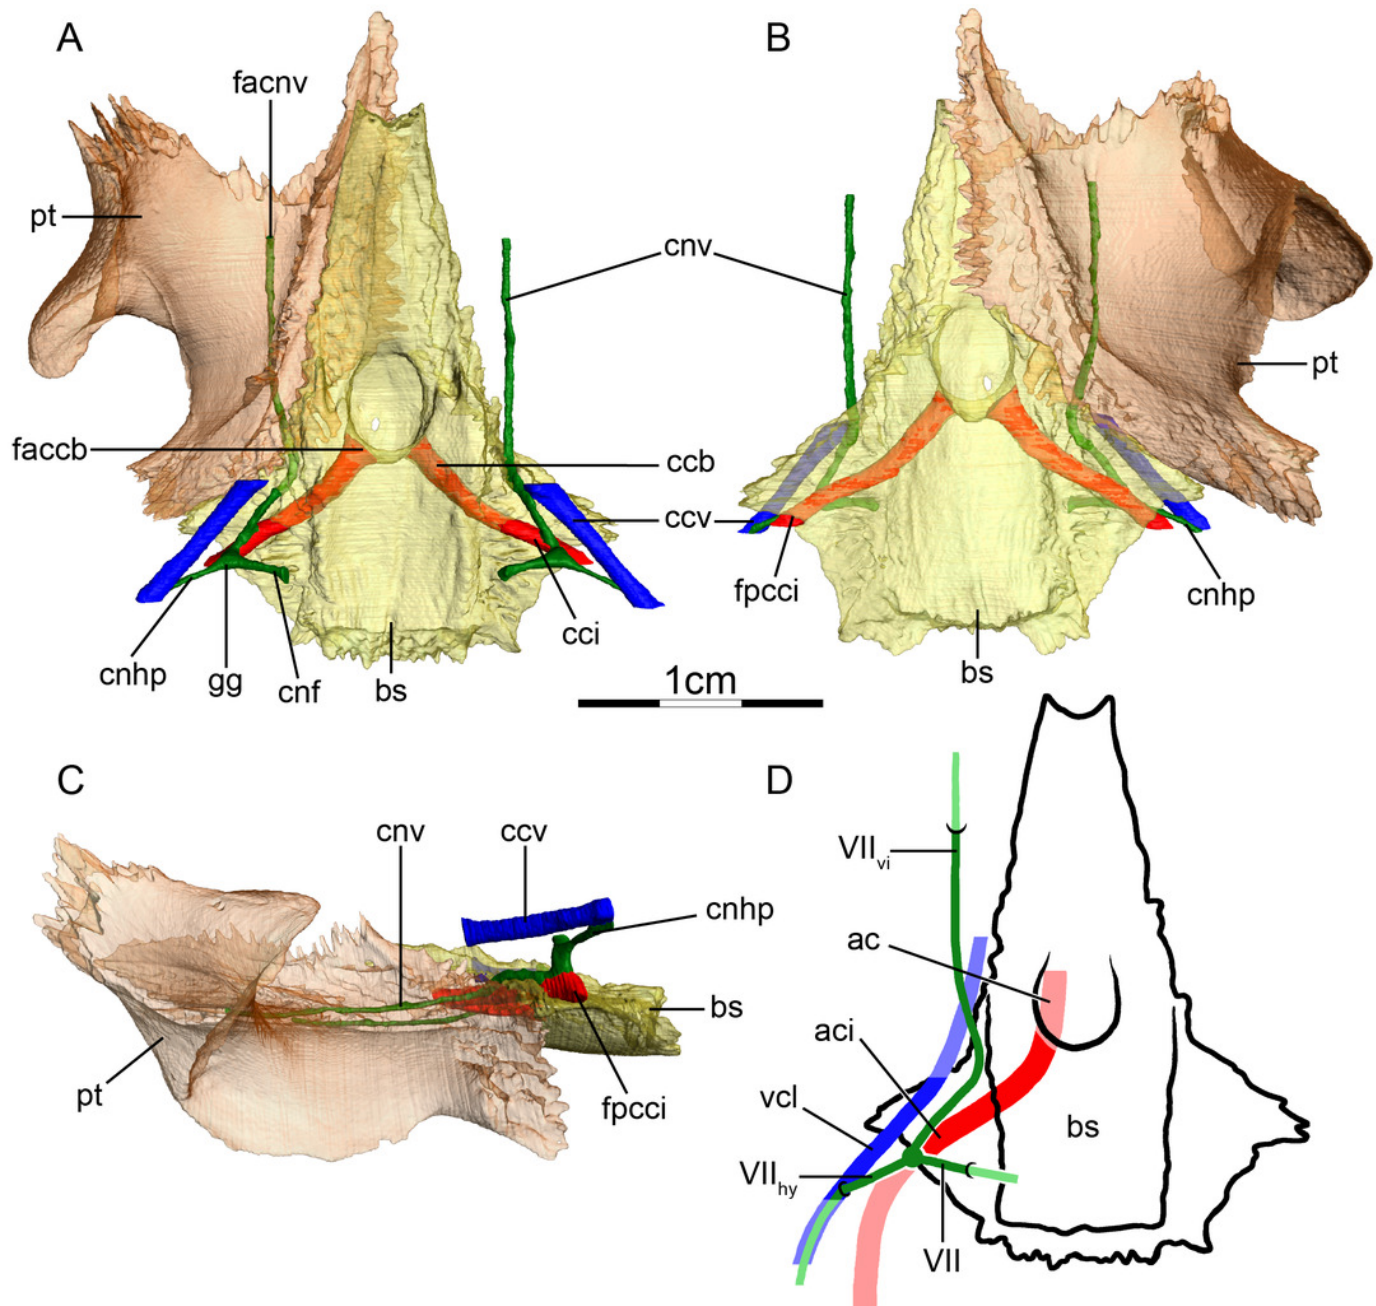 A
B
facnv
pt
cnv
pt
faccb
ccb
ccv
fpcci
cnhp
cci
cnhp
gg
cnf
bs
bs
1cm
C
D
cnv
ccv
cnhp
bs
pt
fpcci
VIIvi
ac
aci
vcl
bs
VIIhy
VII